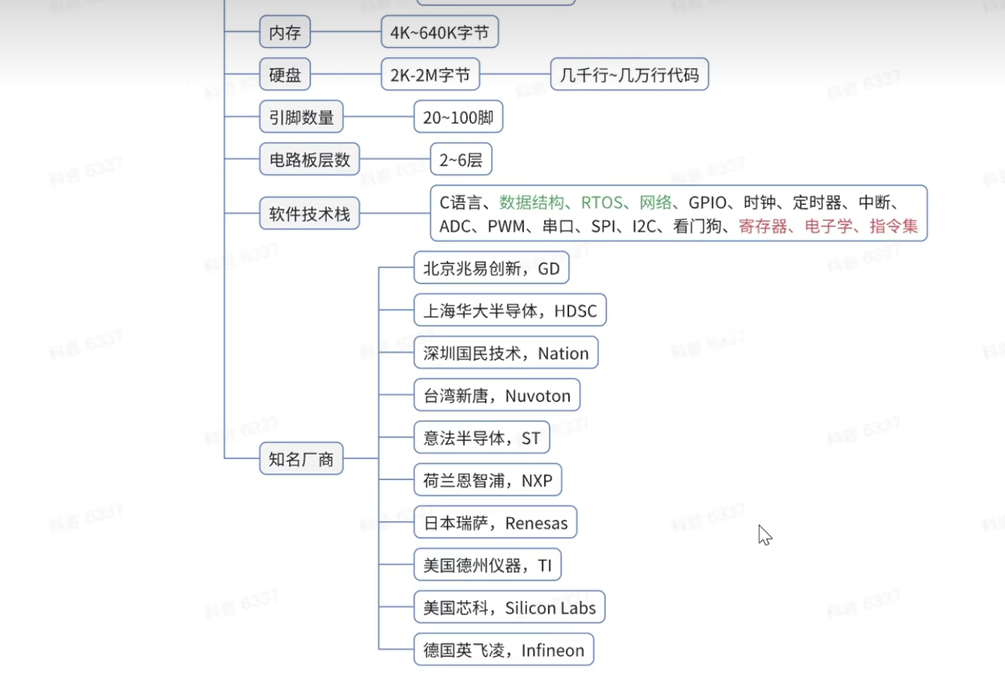 内存
4K~640K字节
硬盘
2K-2M字节
几千行~几万行代码
引脚数量
20~100脚
电路板层数
2~6层
软件技术栈
C语言、数据结构、RTOS、网络、GPIO、时钟、定时器、中断、
ADC、PWM、串口、SPI、I2C、看门狗、寄存器、电子学、指令集
知名厂商
北京兆易创新，GD
上海华大半导体，HDSC
深圳国民技术，Nation
台湾新唐，Nuvoton
意法半导体，ST
荷兰恩智浦，NXP
日本瑞萨，Renesas
美国德州仪器，TI
美国芯科，Silicon Labs
德国英飞凌，Infineon